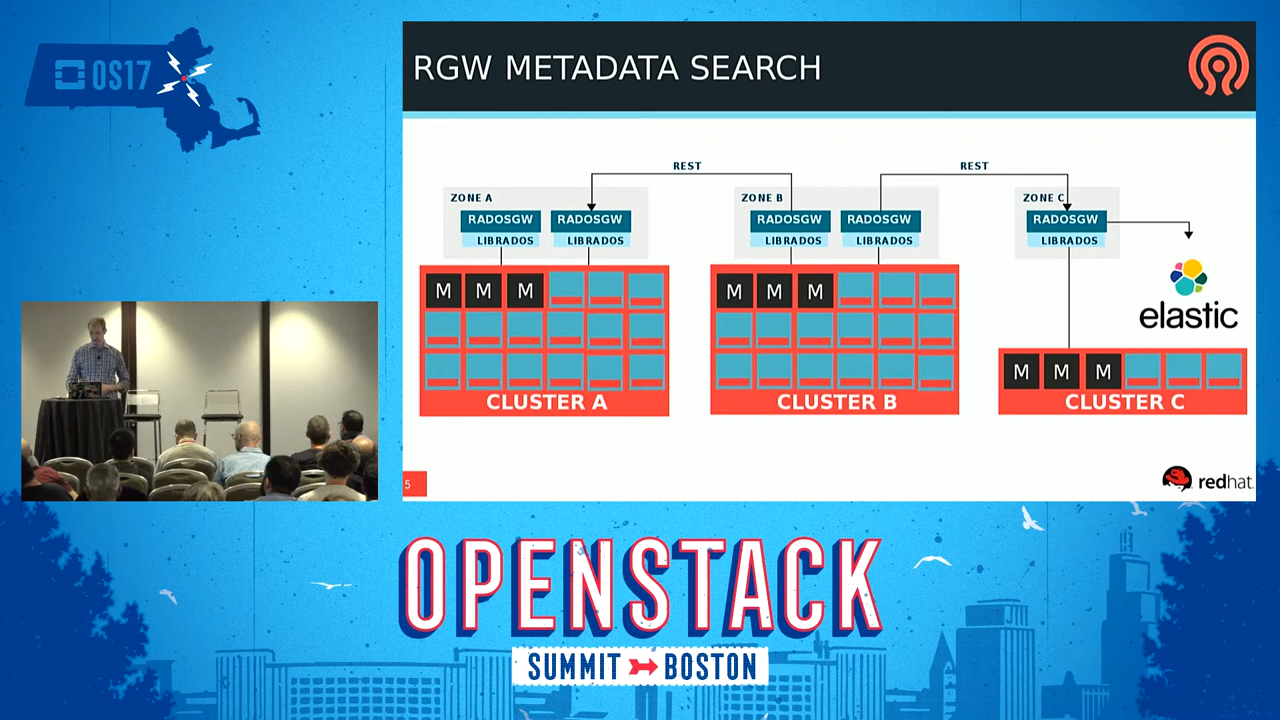 OS17
RGW METADATA SEARCH
REST
REST
ZONE A
RADOSGW
RADOSGW
LIBRADOS
LIBRADOS
ZONE B
RADOSGW
RADOSGW
LIBRADOS
LIBRADOS
ZONE C
RADOSGW
LIBRADOS
elastic
M M M
CLUSTER A
M M M
CLUSTER B
M M M
CLUSTER C
5
redhat.
OPENSTACK
SUMMIT BOSTON